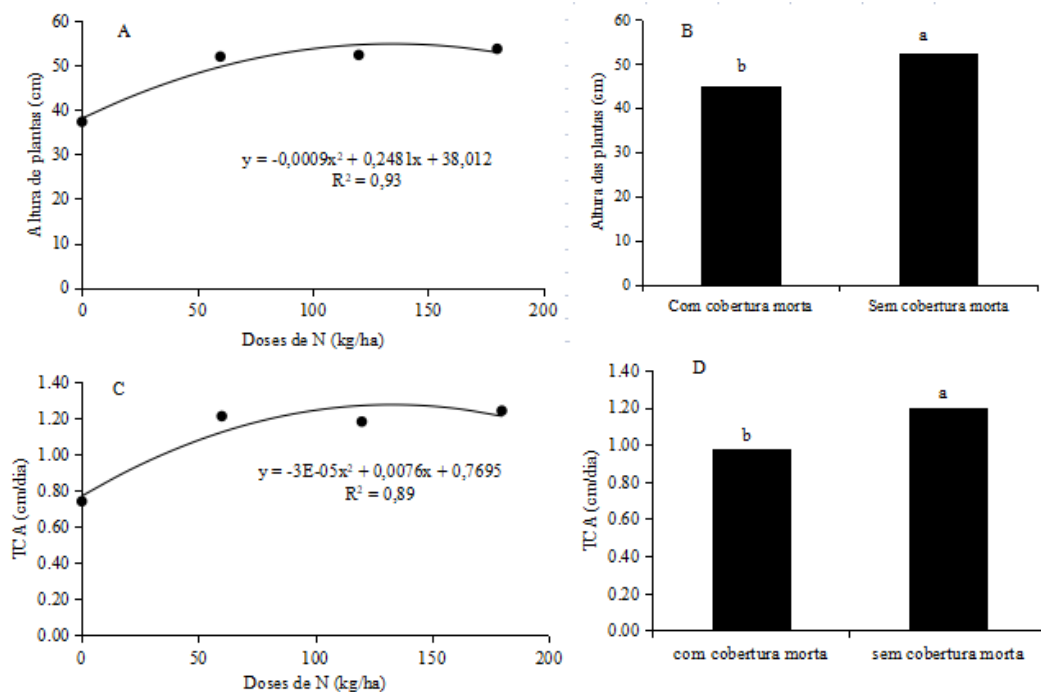 A
Altura de plantas (cm)
60
50
40
30
20
10
0
y = -0,0009x² + 0,2481x + 38,012
R² = 0,93
0 50 100 150 200
Doses de N (kg/ha)
B
Altura das plantas (cm)
60
50
40
30
20
10
0
b
a
Com cobertura morta Sem cobertura morta
C
TCA (cm/dia)
1.40
1.20
1.00
0.80
0.60
0.40
0.20
0.00
y = -3E-05x² + 0,0076x + 0,7695
R² = 0,89
0 50 100 150 200
Doses de N (kg/ha)
D
TCA (cm/dia)
1.40
1.20
1.00
0.80
0.60
0.40
0.20
0.00
b
a
com cobertura morta sem cobertura morta